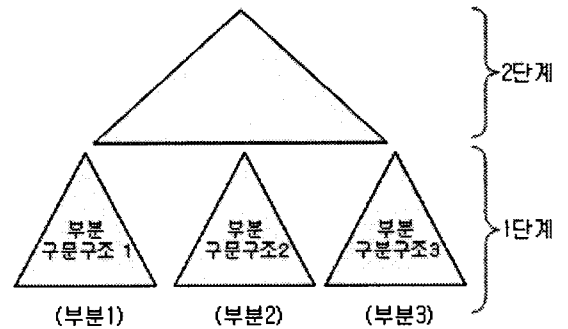 2단계
부분
구문구조 1
부분
구문구조2
부분
구분구조3
1단계
(부분1)
(부분2)
(부분3)